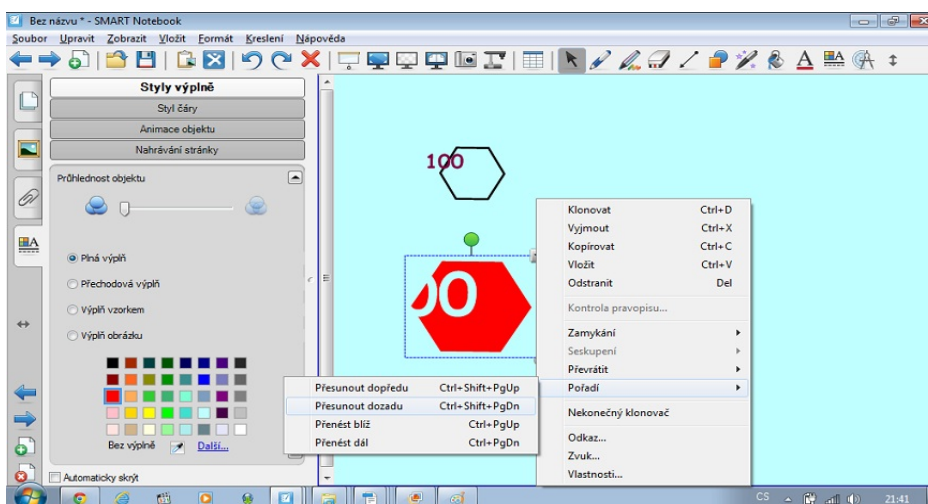 Bez názvu * - SMART Notebook
Soubor Upravit Zobrazit Vložit Eformát Kreslení Nápověda
Styly výplně
Styl čáry
Animace objektu
Nahrávání stránky
Průhlednost objektu
Plná výplň
Přechodová výplň
Výplň vzorkem
Výplň obrázku
Bez výplně Další...
Automaticky skrýt
100
00
Klonovat Ctrl+D
Vyjmout Ctrl+X
Kopírovat Ctrl+C
Vložit Ctrl+V
Odstranit Del
Kontrola pravopisu...
Zamykání
Seskupení
Převrátit
Pořadí
Nekonečný klonovač
Odkaz...
Zvuk...
Vlastnosti...
Přesunout dopředu Ctrl+Shift+PgUp
Přesunout dozadu Ctrl+Shift+PgDn
Přenést blíž Ctrl+PgUp
Přenést dál Ctrl+PgDn
CS 21:41